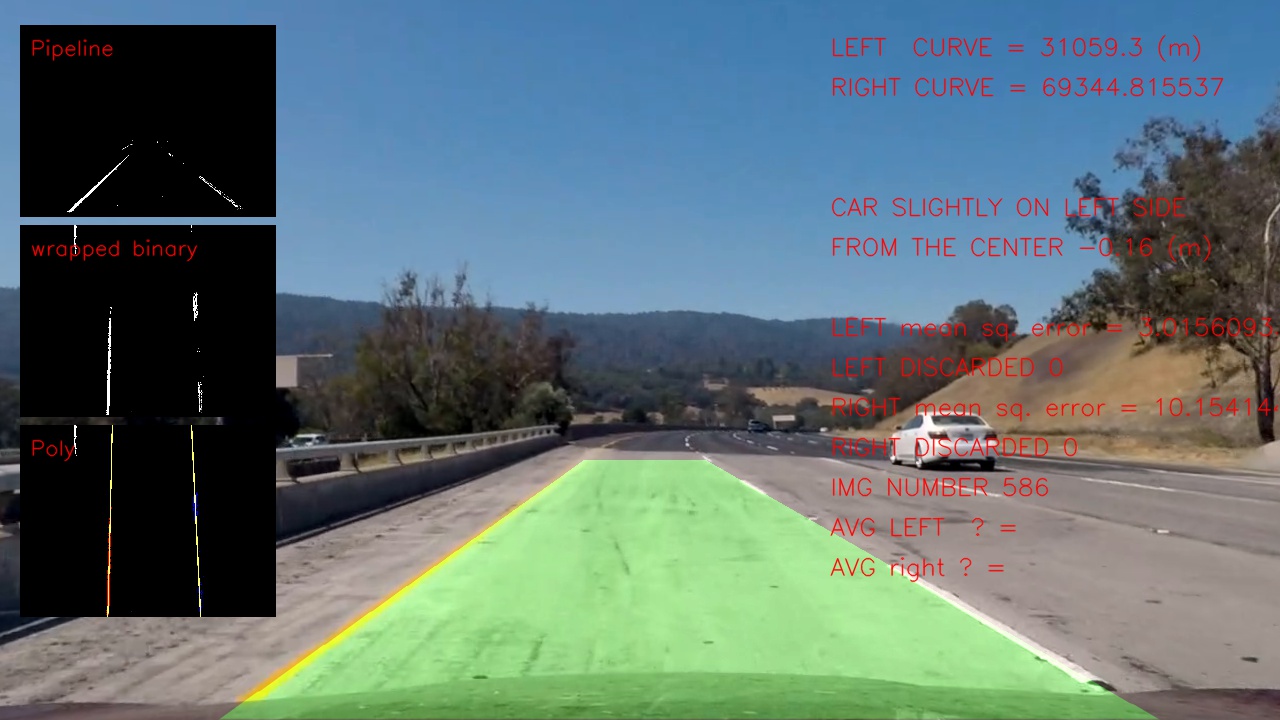 Pipeline
wrapped binary
Poly
LEFT CURVE = 31059.3 (m)
RIGHT CURVE = 69344.815537
CAR SLIGHTLY ON LEFT SIDE
FROM THE CENTER -0.16 (m)
LEFT mean sq. error = 3.0156093
LEFT DISCARDED 0
RIGHT mean sq. error = 10.15414
RIGHT DISCARDED 0
IMG NUMBER 586
AVG LEFT ? =
AVG right ? =